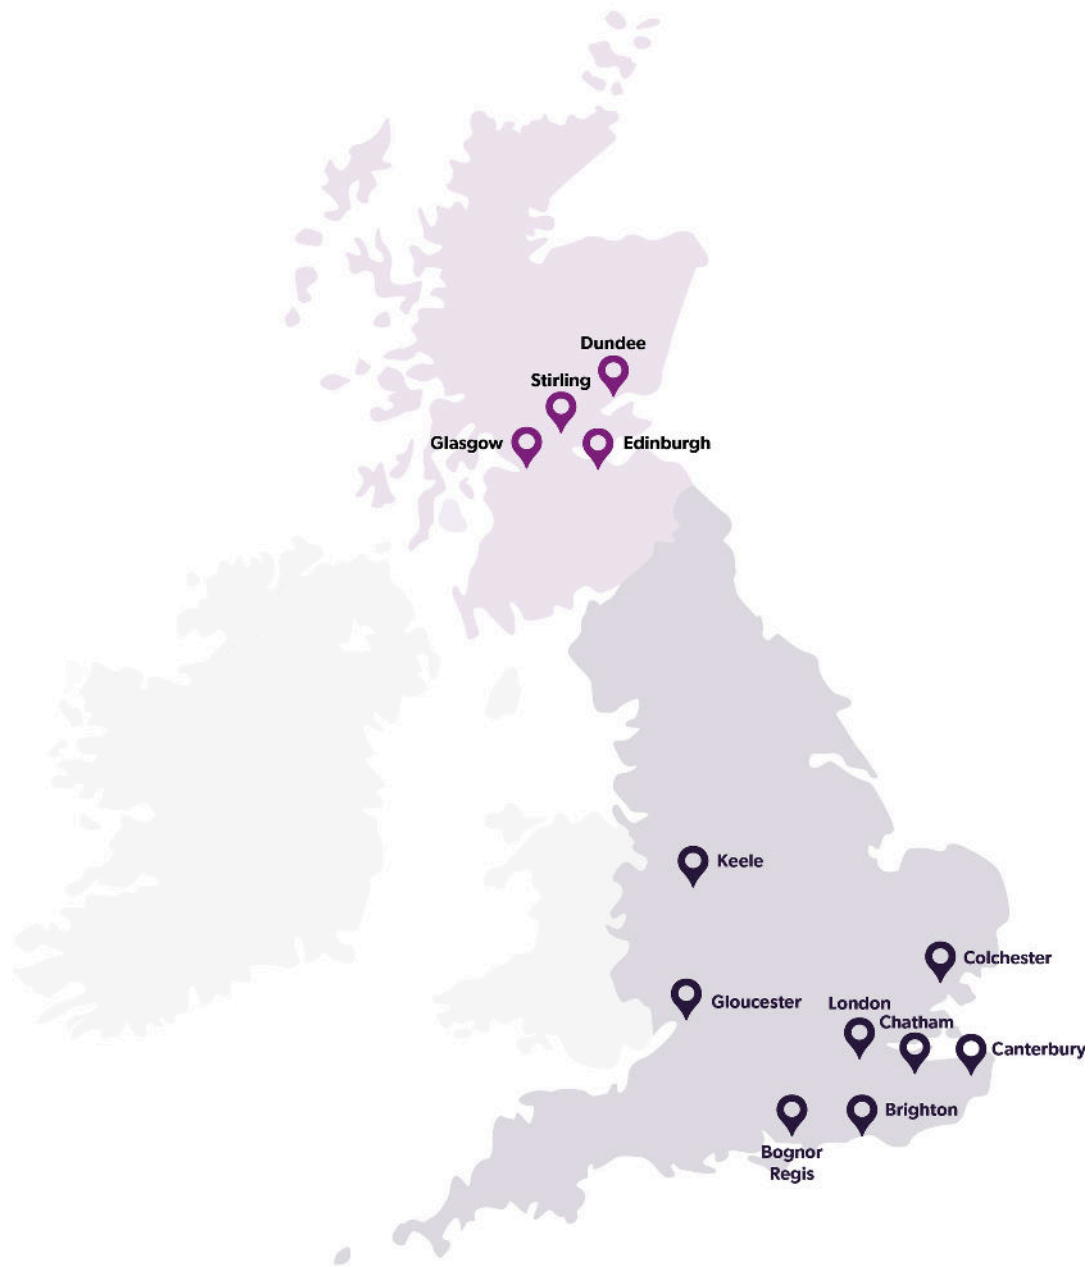 Dundee
Stirling
Glasgow
Edinburgh
Keele
Colchester
Gloucester
London
Chatham
Canterbury
Brighton
Bognor
Regis